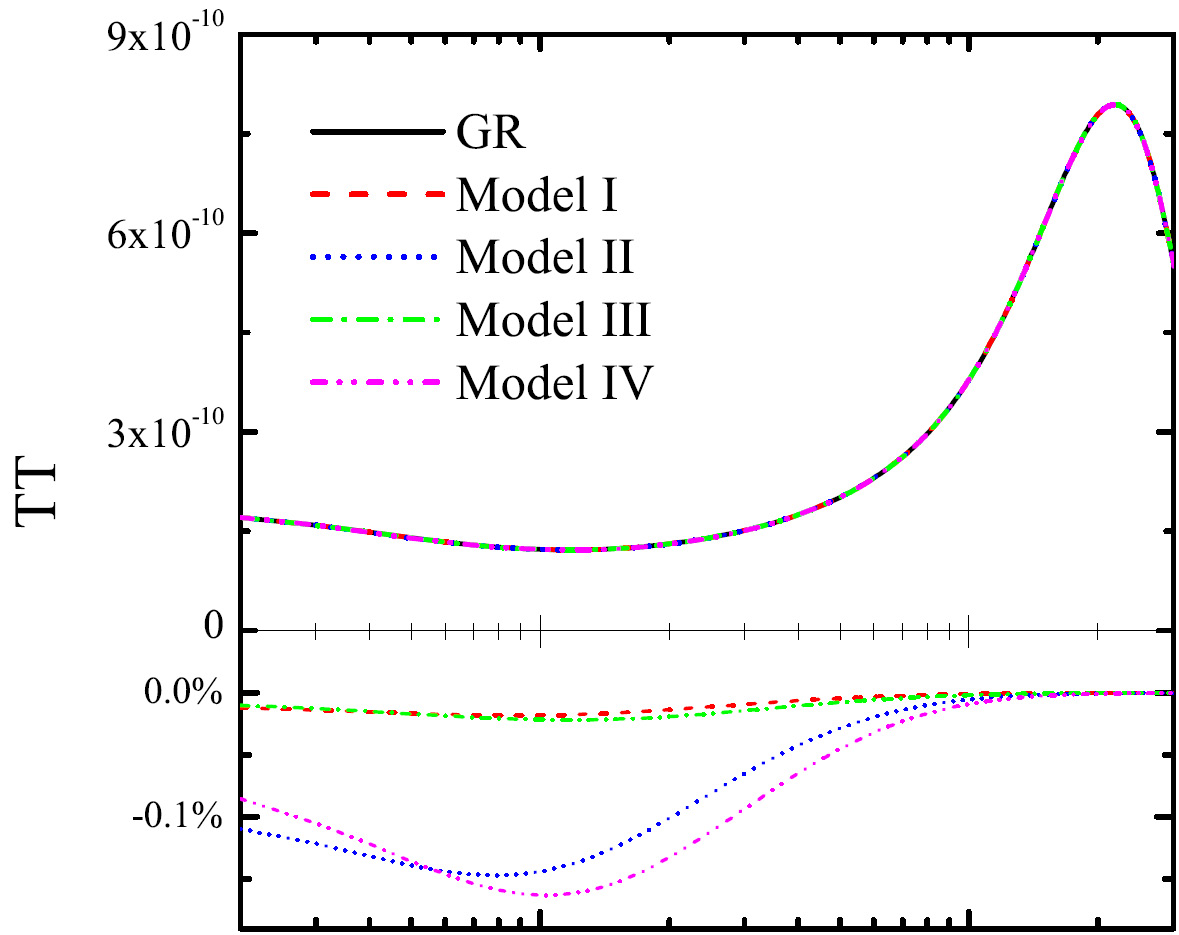 9x10⁻¹⁰
GR
Model I
6x10⁻¹⁰
Model II
Model III
Model IV
3x10⁻¹⁰
TT
0
0.0%
-0.1%